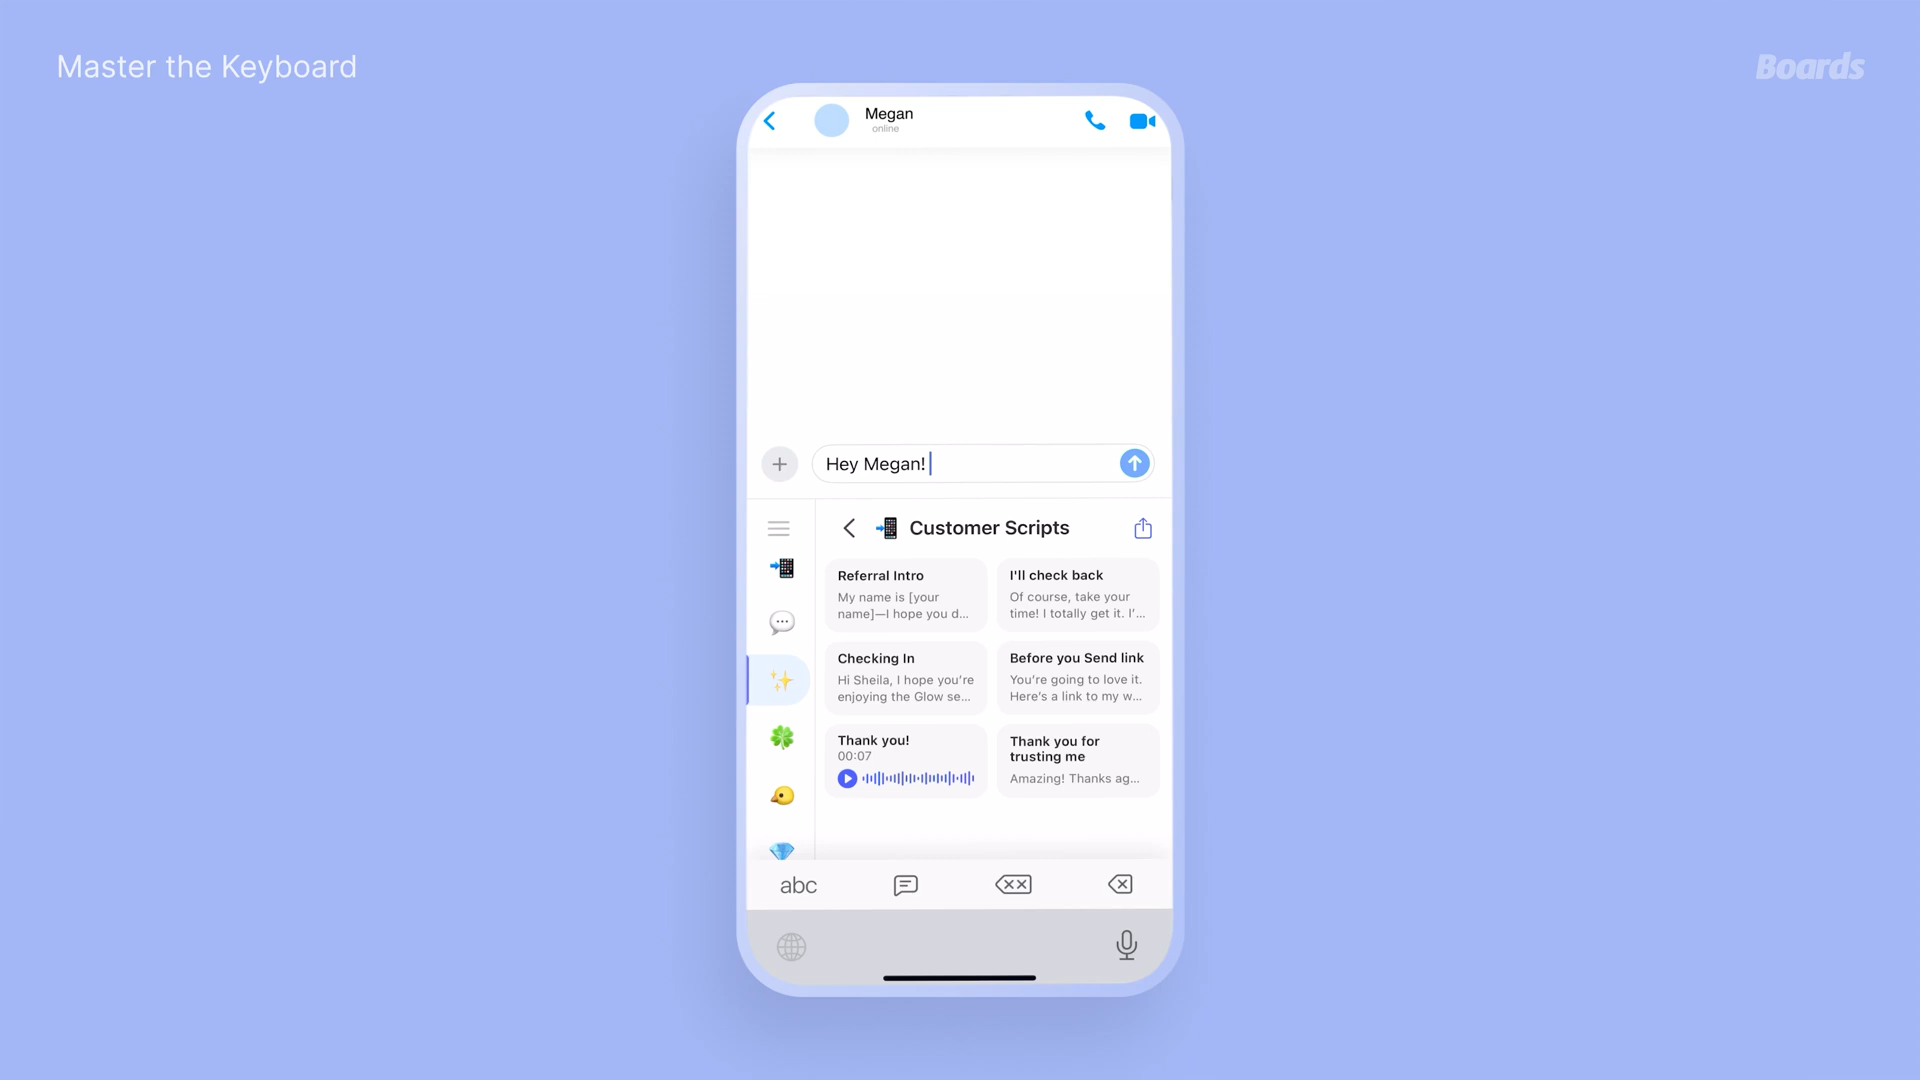 Master the Keyboard
Boards
Megan
online
Hey Megan!
Customer Scripts
Referral Intro
My name is [your
name]—I hope you d...
I'll check back
Of course, take your
time! I totally get it. I'...
Checking In
Hi Sheila, I hope you're
enjoying the Glow se...
Before you Send link
You're going to love it.
Here's a link to my w...
Thank you!
00:07
Thank you for
trusting me
Amazing! Thanks ag...
abc